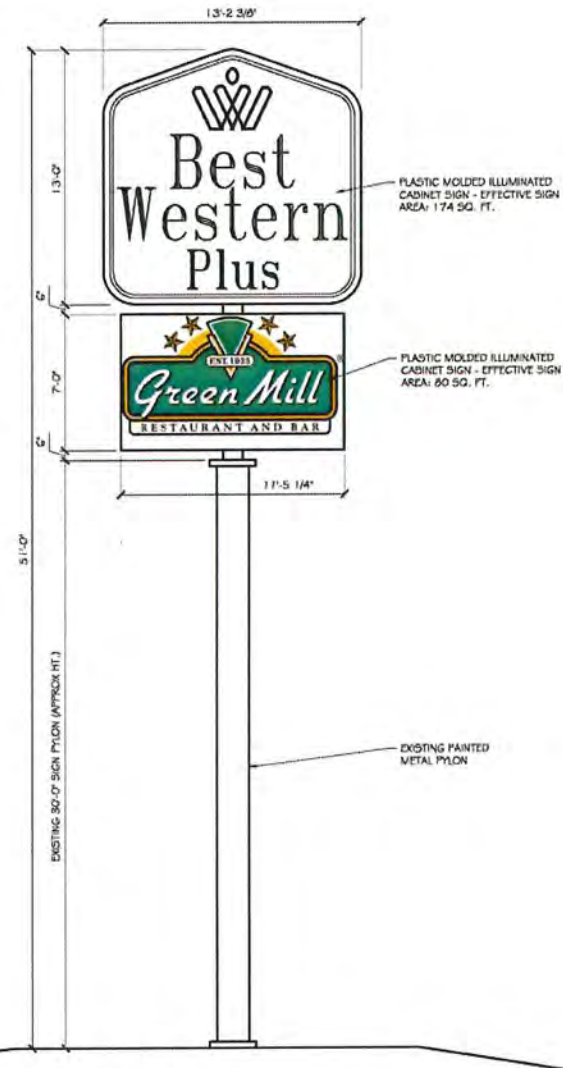 13'-2 3/8"
13'-0"
Best
Western
Plus
PLASTIC MOLDED ILLUMINATED
CABINET SIGN - EFFECTIVE SIGN
AREA: 174 SQ. FT.
6"
EST. 1935
Green Mill
®
RESTAURANT AND BAR
PLASTIC MOLDED ILLUMINATED
CABINET SIGN - EFFECTIVE SIGN
AREA: 80 SQ. FT.
7'-0"
6"
11'-5 1/4"
51'-0"
EXISTING 30'-0" SIGN PYLON (APPROX HT.)
EXISTING PAINTED
METAL PYLON